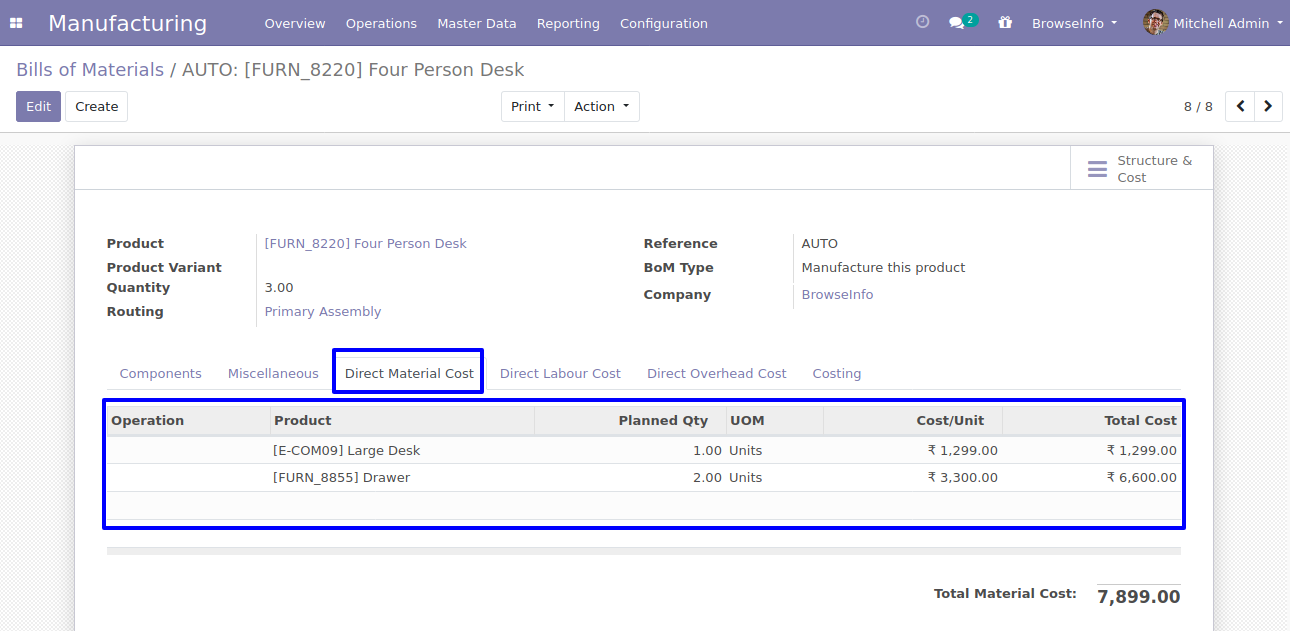 Manufacturing Overview Operations Master Data Reporting Configuration 2 BrowseInfo Mitchell Admin
Bills of Materials / AUTO: [FURN_8220] Four Person Desk
Edit Create Print Action 8 / 8
Structure &
Cost
Product [FURN_8220] Four Person Desk Reference AUTO
Product Variant BoM Type Manufacture this product
Quantity 3.00 Company BrowseInfo
Routing Primary Assembly
Components Miscellaneous Direct Material Cost Direct Labour Cost Direct Overhead Cost Costing
Operation Product Planned Qty UOM Cost/Unit Total Cost
[E-COM09] Large Desk 1.00 Units ₹ 1,299.00 ₹ 1,299.00
[FURN_8855] Drawer 2.00 Units ₹ 3,300.00 ₹ 6,600.00
Total Material Cost: 7,899.00